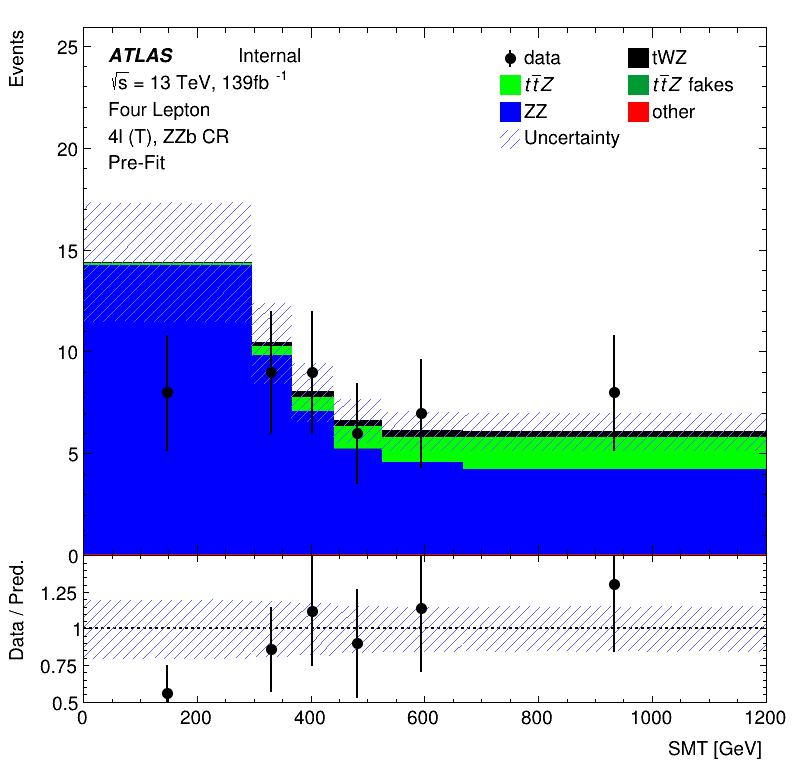 Events
25
20
15
10
5
0
ATLAS Internal
√s = 13 TeV, 139fb⁻¹
Four Lepton
4l (T), ZZb CR
Pre-Fit
data
tWZ
tt̄Z
tt̄Z fakes
ZZ
other
Uncertainty
Data / Pred.
1.25
1
0.75
0.5
0 200 400 600 800 1000 1200
SMT [GeV]